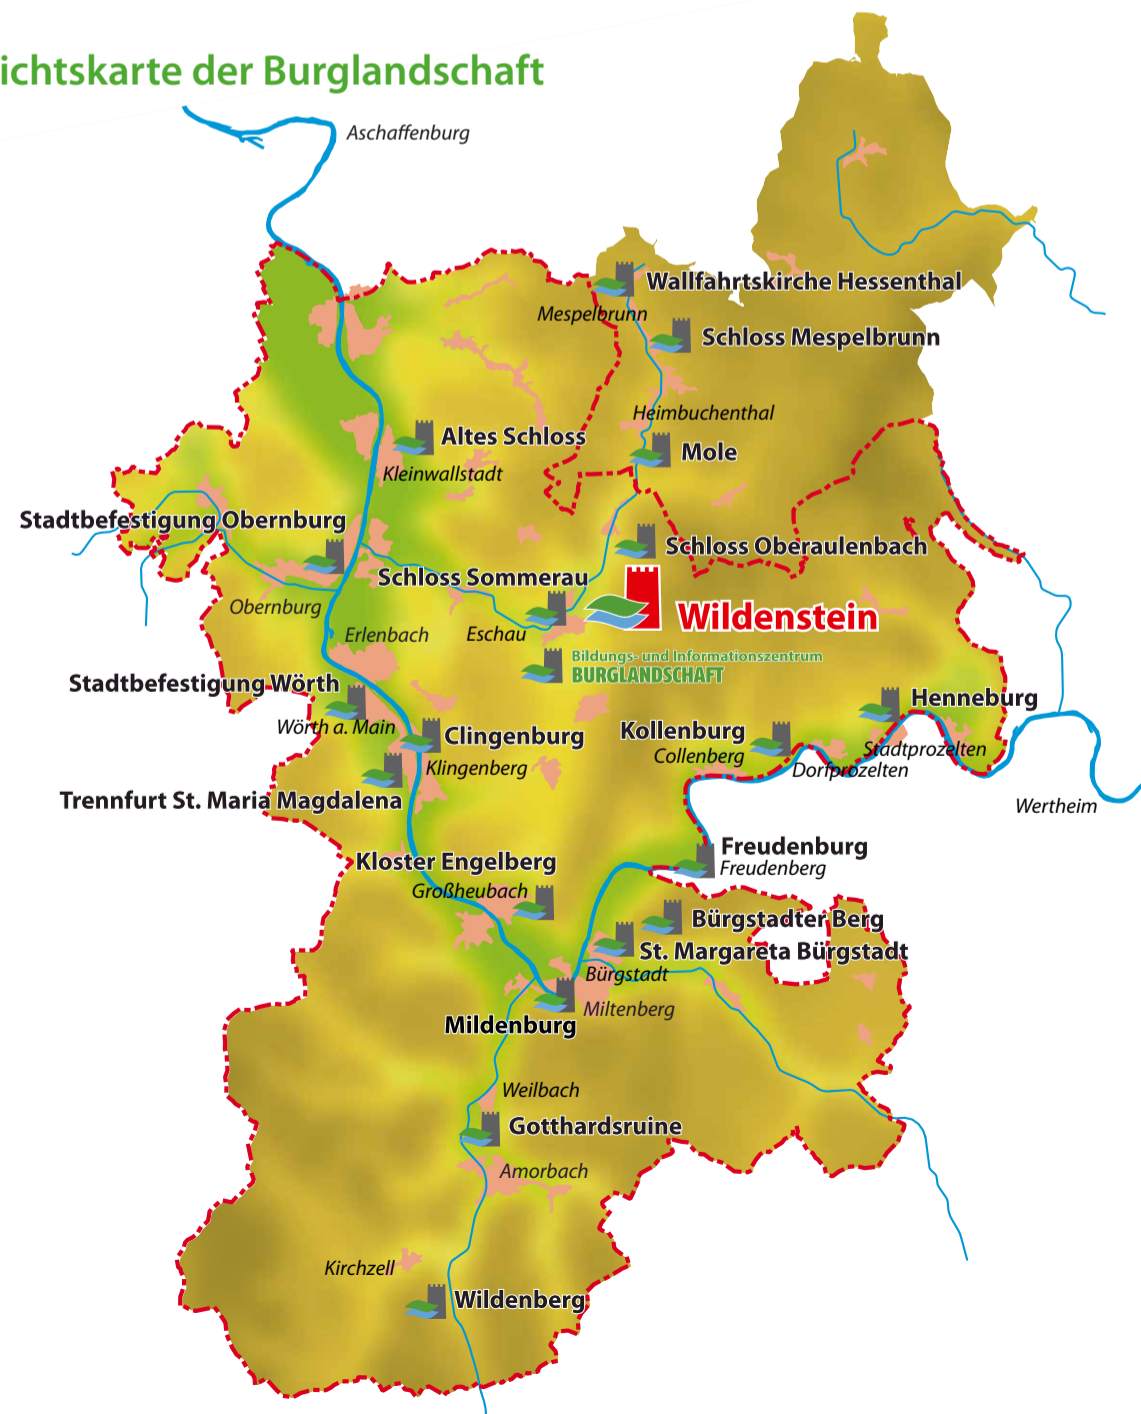 ichtskarte der Burglandschaft
Aschaffenburg
Wallfahrtskirche Hessenthal
Mespelbrunn
Schloss Mespelbrunn
Heimbuchenthal
Altes Schloss
Mole
Kleinwallstadt
Stadtbefestigung Obernburg
Schloss Oberaulenbach
Schloss Sommerau
Obernburg
Wildenstein
Erlenbach
Eschau
Bildungs- und Informationszentrum
BURGLANDSCHAFT
Stadtbefestigung Wörth
Henneburg
Wörth a. Main
Clingenburg
Kollenburg
Stadtprozelten
Collenberg
Klingenberg
Dorfprozelten
Trennfurt St. Maria Magdalena
Wertheim
Freudenburg
Kloster Engelberg
Freudenberg
Großheubach
Bürgstadter Berg
St. Margareta Bürgstadt
Bürgstadt
Miltenberg
Mildenburg
Weilbach
Gotthardsruine
Amorbach
Kirchzell
Wildenberg